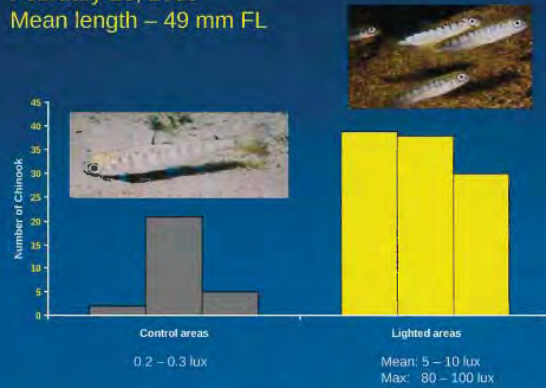 Mean length – 49 mm FL
45
40
35
30
25
20
15
10
5
0
Number of Chinook
Control areas
Lighted areas
0.2 – 0.3 lux
Mean: 5 – 10 lux
Max: 80 – 100 lux